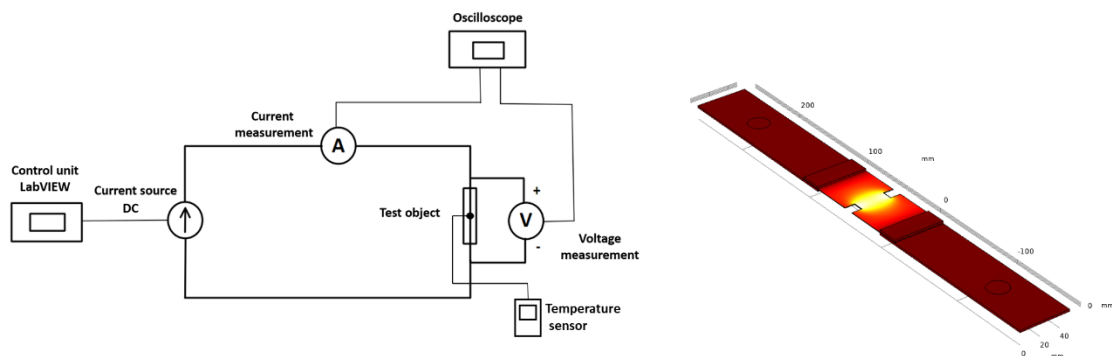 Oscilloscope
Current
measurement
A
Control unit
LabVIEW
Current source
DC
Test object
+
V
-
Voltage
measurement
Temperature
sensor
200
mm
100
0
-100
0 mm
40
20 mm
0